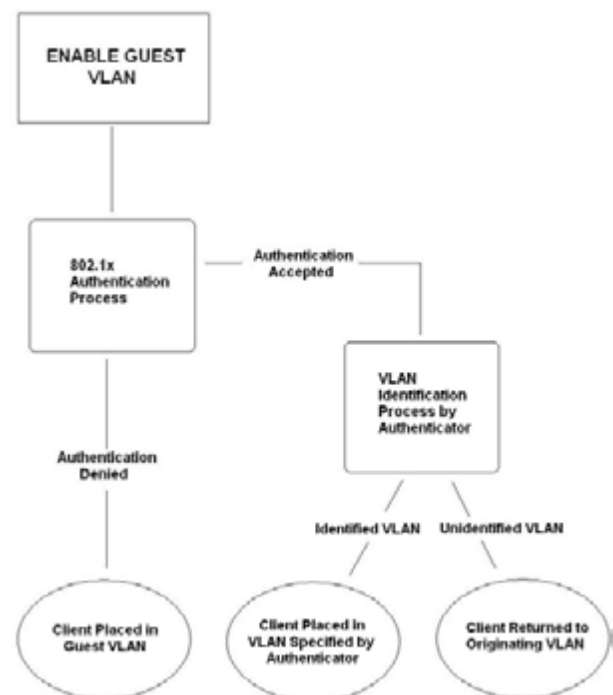 ENABLE GUEST
VLAN
802.1x
Authentication
Process
Authentication
Accepted
VLAN
Identification
Process by
Authenticator
Authentication
Denied
Identified VLAN
Unidentified VLAN
Client Placed in
Guest VLAN
Client Placed in
VLAN Specified by
Authenticator
Client Returned to
Originating VLAN